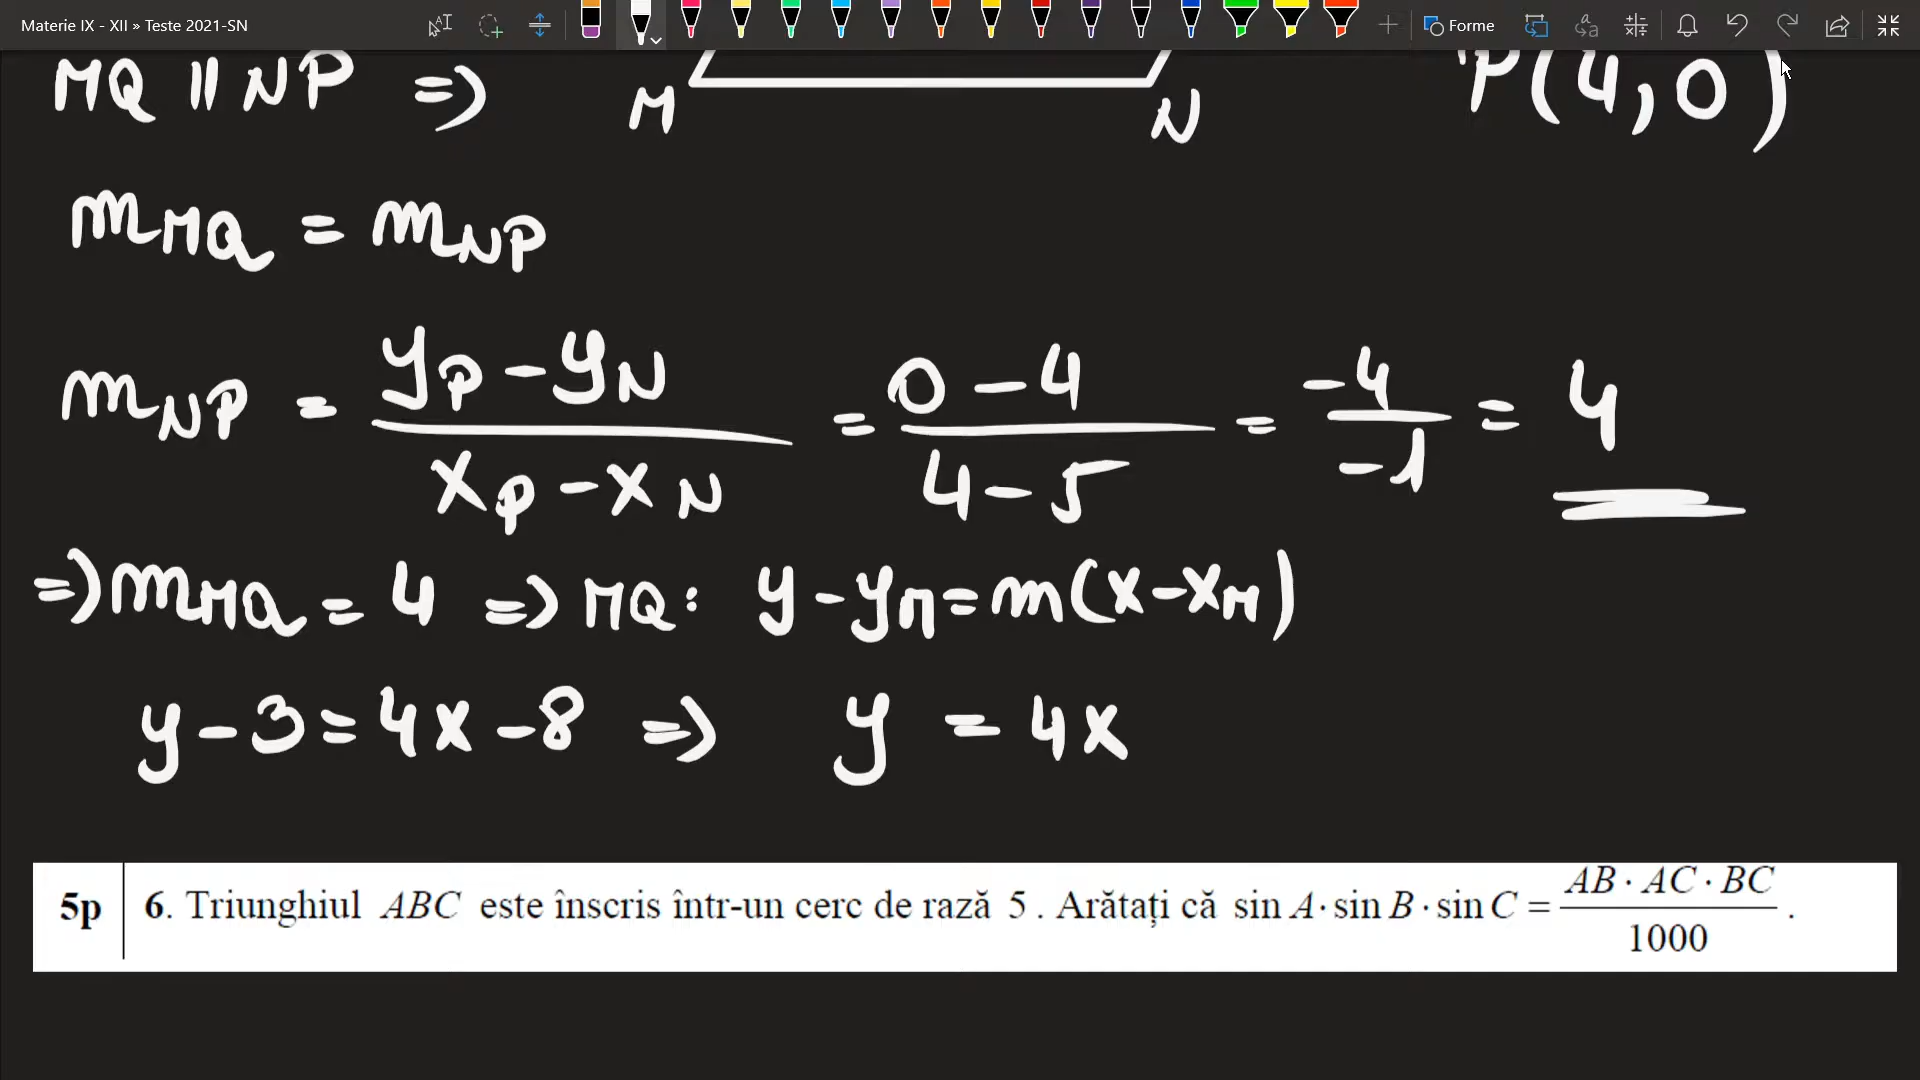 Materie IX - XII » Teste 2021-SN
Forme
MQ || NP =>
M
N
P(4,0)
m_MQ = m_NP
m_NP = (y_P - y_N)/(x_P - x_N) = (0 - 4)/(4 - 5) = (-4)/(-1) = 4
=> m_MQ = 4 => MQ: y - y_M = m(x - x_M)
y - 3 = 4x - 8 => y = 4x
5p 6. Triunghiul ABC este înscris într-un cerc de rază 5 . Arătați că sin A · sin B · sin C = (AB · AC · BC)/1000 .